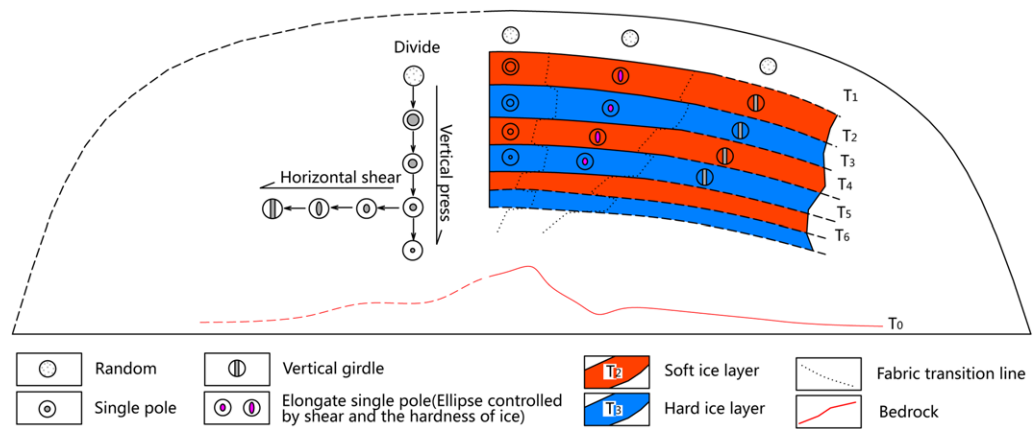 Divide
Vertical press
Horizontal shear
T1
T2
T3
T4
T5
T6
T0
Random
Vertical girdle
T2
Soft ice layer
Fabric transition line
Single pole
Elongate single pole(Ellipse controlled
by shear and the hardness of ice)
T3
Hard ice layer
Bedrock